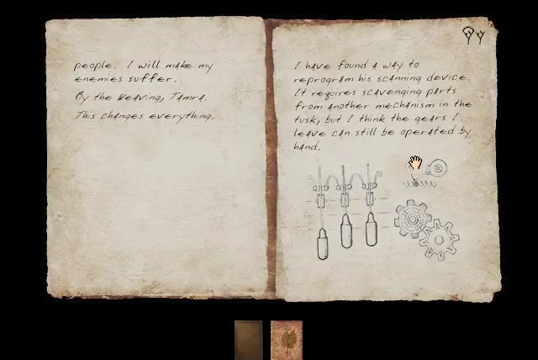 people. I will make my
enemies suffer.
By the Weaving, Tamra.
This changes everything.
I have found a way to
reprogram his scanning device.
It requires scavenging parts
from another mechanism in the
tusk, but I think the gears I
leave can still be operated by
hand.